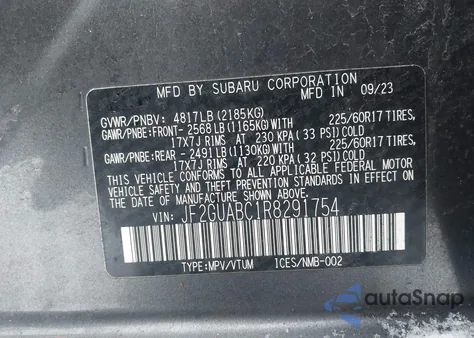 MFD BY SUBARU CORPORATION
MFD IN 09/23
GVWR/PNBV: 4817LB (2185KG)
GAWR/PNBE:FRONT- 2568LB(1165KG)WITH 225/60R17 TIRES,
17X7J RIMS AT 230 KPA (33 PSI) COLD
GAWR/PNBE:REAR - 2491LB(1130KG)WITH 225/60R17 TIRES,
17X7J RIMS AT 220 KPA (32 PSI) COLD
THIS VEHICLE CONFORMS TO ALL APPLICABLE FEDERAL MOTOR
VEHICLE SAFETY AND THEFT PREVENTION STANDARDS IN EFFECT ON
THE DATE OF MANUFACTURE SHOWN ABOVE.
VIN: JF2GUABC1R8291754
TYPE:MPV/VTUM ICES/NMB-002
autoSnap